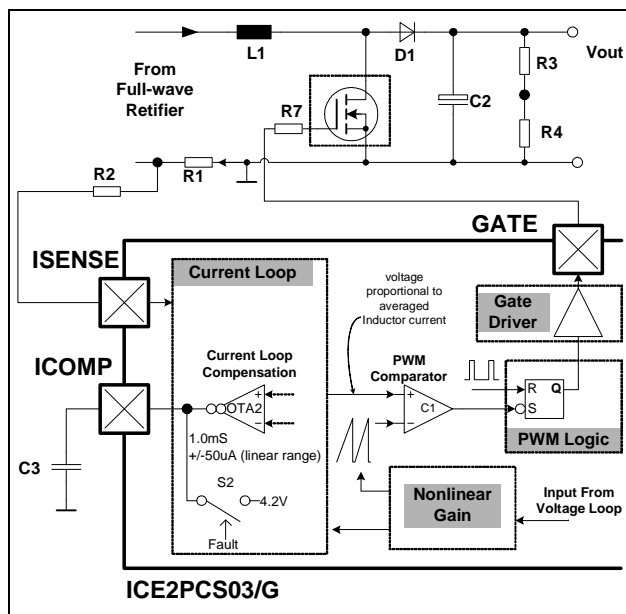 L1
D1
From
Full-wave
Retifier
R7
C2
R3
Vout
R4
R2
R1
GATE
ISENSE
Current Loop
voltage
proportional to
averaged
Inductor current
Gate
Driver
ICOMP
Current Loop
Compensation
PWM
Comparator
+
OTA2
−
+
C1
−
R
Q
S
PWM Logic
1.0mS
+/-50uA (linear range)
C3
S2
4.2V
Fault
Nonlinear
Gain
Input From
Voltage Loop
ICE2PCS03/G